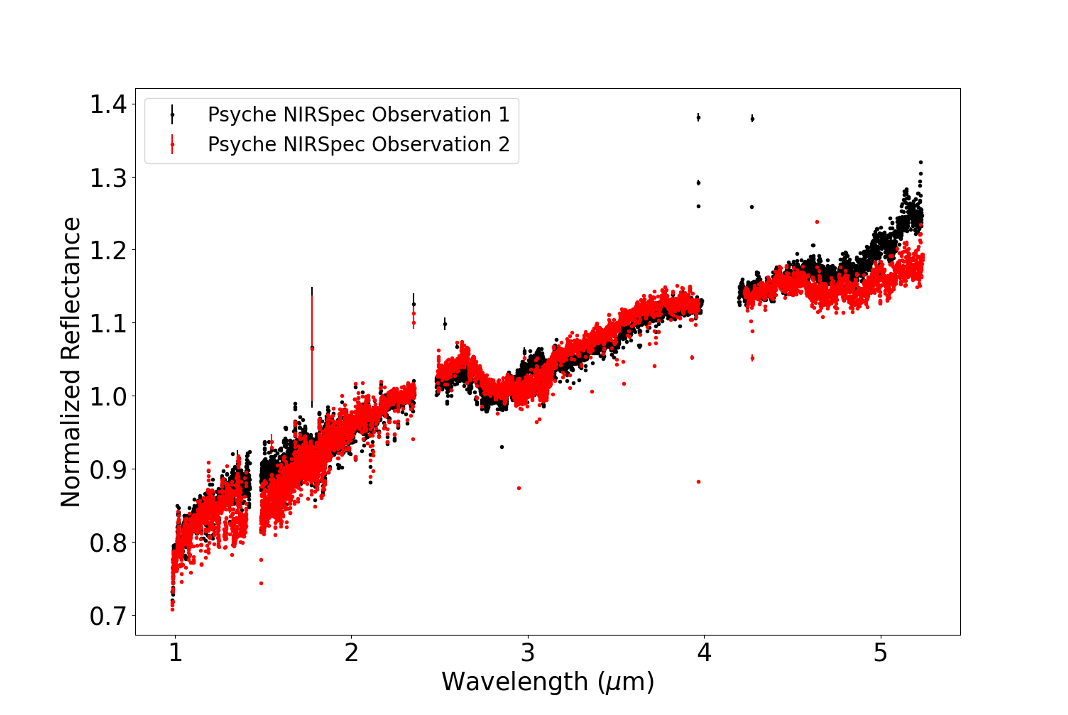 Psyche NIRSpec Observation 1
Psyche NIRSpec Observation 2
Normalized Reflectance
1.4
1.3
1.2
1.1
1.0
0.9
0.8
0.7
1 2 3 4 5
Wavelength (μm)